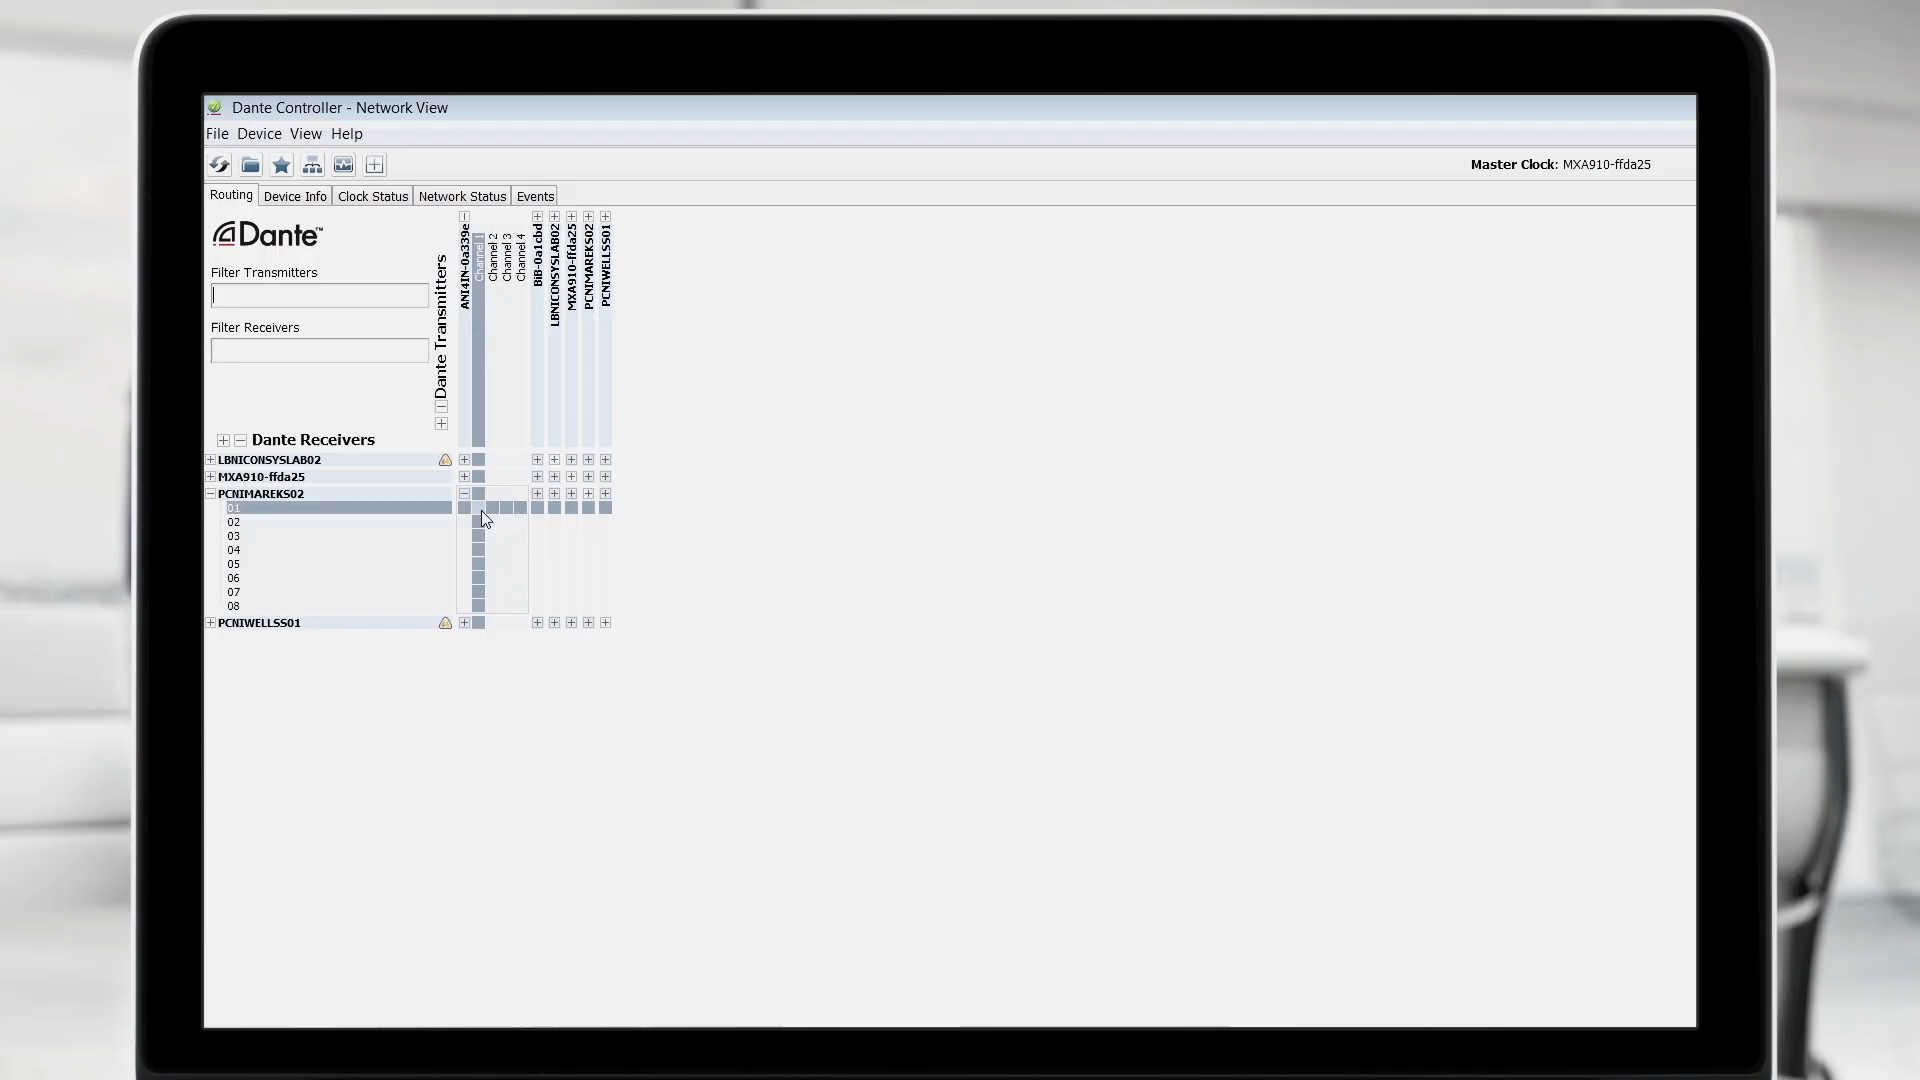 Dante Controller - Network View
File Device View Help
Master Clock: MXA910-ffda25
Routing
Device Info
Clock Status
Network Status
Events
Dante™
Filter Transmitters
Filter Receivers
Dante Transmitters
ANI4IN-0a339e
Channel 1
Channel 2
Channel 3
Channel 4
BiB-0a1cbd
LBNICONSYSLAB02
MXA910-ffda25
PCNIMAREKS02
PCNIWELLSS01
Dante Receivers
LBNICONSYSLAB02
MXA910-ffda25
PCNIMAREKS02
01
02
03
04
05
06
07
08
PCNIWELLSS01